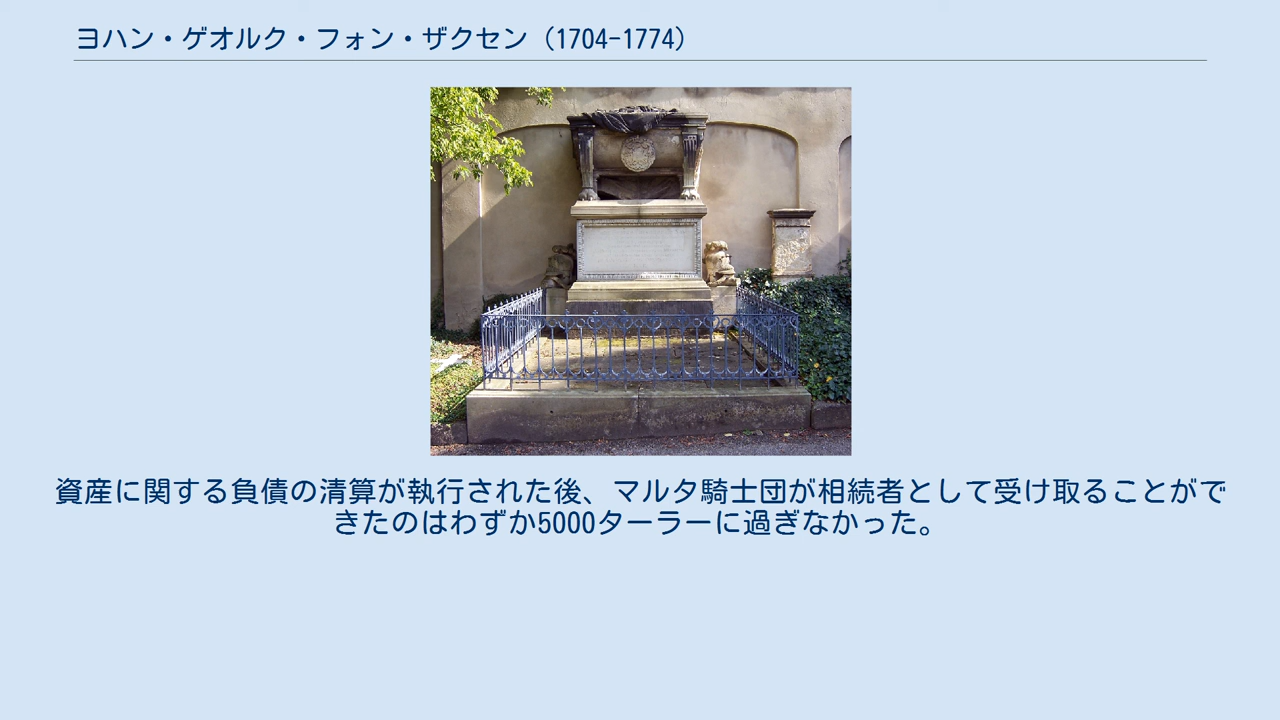 ヨハン・ゲオルク・フォン・ザクセン（1704-1774）
資産に関する負債の清算が執行された後、マルタ騎士団が相続者として受け取ることがで
きたのはわずか5000ターラーに過ぎなかった。